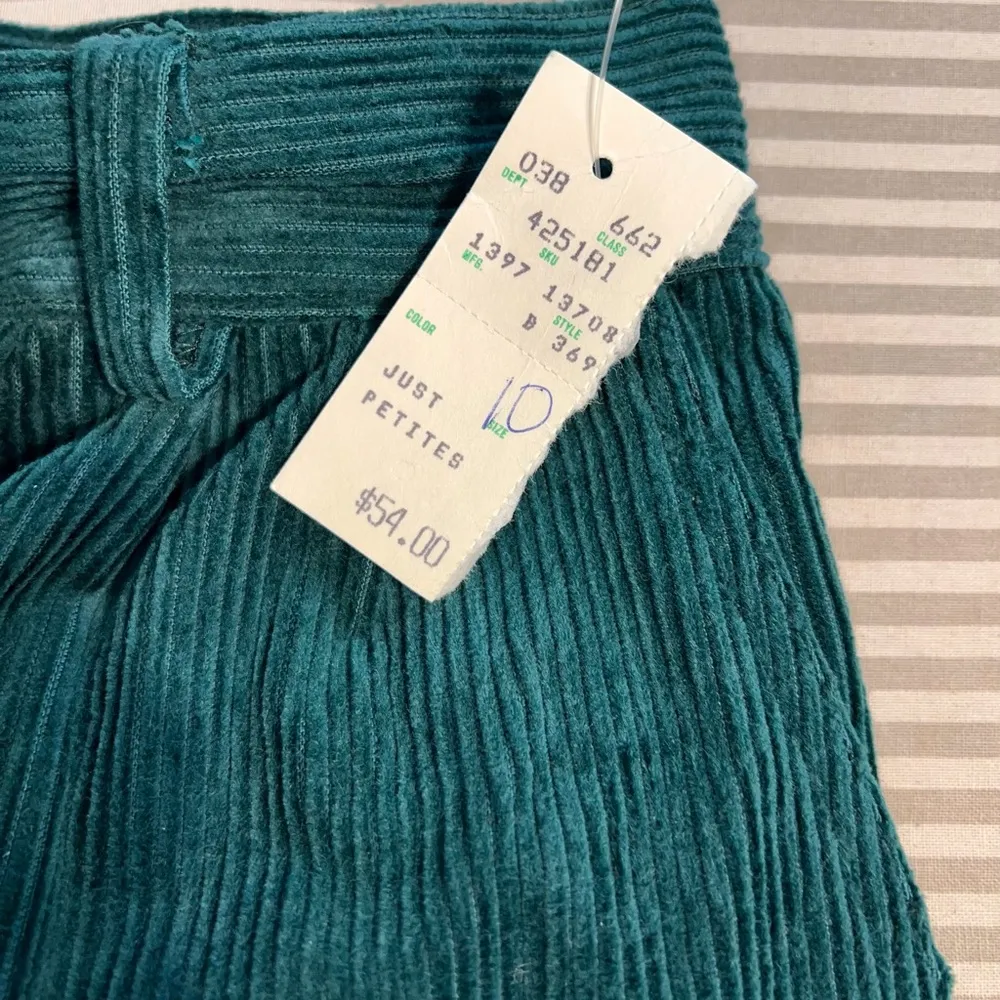 038 662
DEPT CLASS
425181
SKU
1397 13708
MFG. STYLE
B 369
COLOR
JUST 10
PETITES SIZE
$54.00